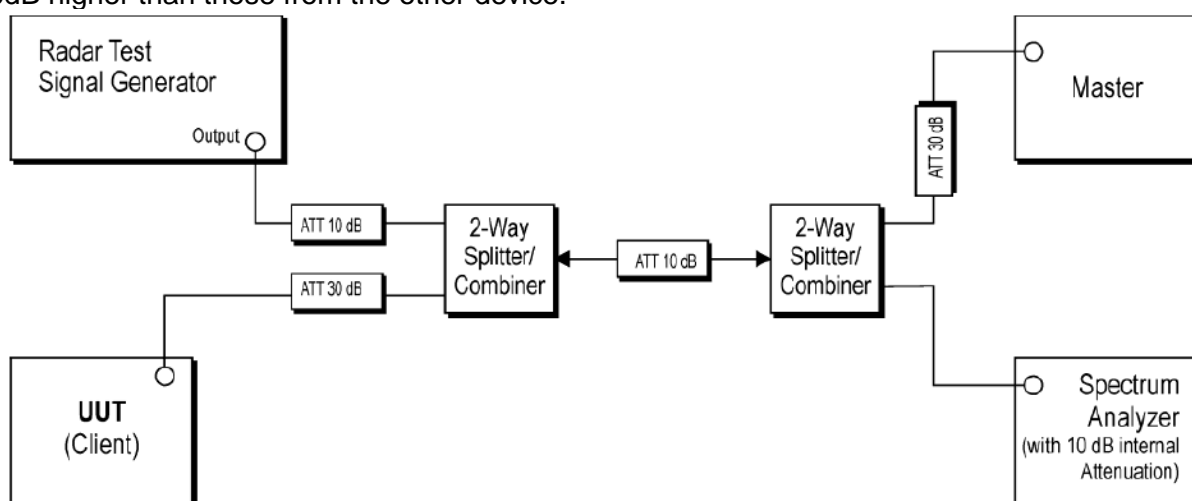 dB higher than those from the other device.
Radar Test
Signal Generator
Output
ATT 10 dB
ATT 30 dB
2-Way
Splitter/
Combiner
ATT 10 dB
2-Way
Splitter/
Combiner
ATT 30 dB
Master
UUT
(Client)
Spectrum
Analyzer
(with 10 dB internal
Attenuation)